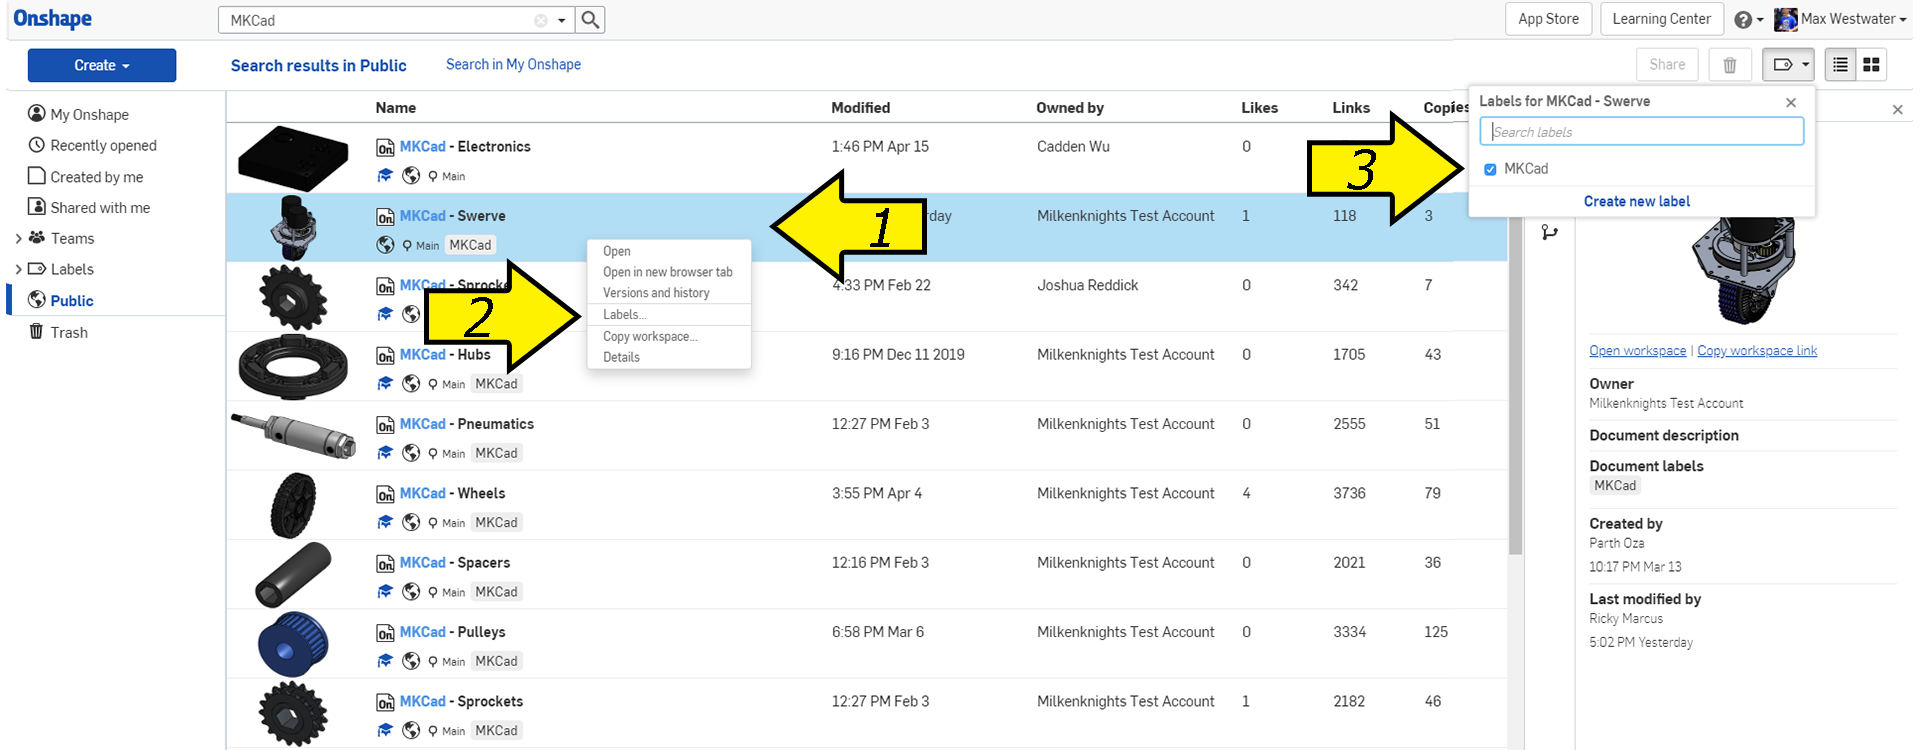 Onshape
MKCad
App Store
Learning Center
Max Westwater
Create
Search results in Public
Search in My Onshape
Share
My Onshape
Recently opened
Created by me
Shared with me
Teams
Labels
Public
Trash
Name Modified Owned by Likes Links Copies
On MKCad - Electronics 1:46 PM Apr 15 Cadden Wu 0
Main
On MKCad - Swerve rday Milkenknights Test Account 1 118 3
Main MKCad
On MKCad - Sprocke 4:33 PM Feb 22 Joshua Reddick 0 342 7
On MKCad - Hubs 9:16 PM Dec 11 2019 Milkenknights Test Account 0 1705 43
Main MKCad
On MKCad - Pneumatics 12:27 PM Feb 3 Milkenknights Test Account 0 2555 51
Main MKCad
On MKCad - Wheels 3:55 PM Apr 4 Milkenknights Test Account 4 3736 79
Main MKCad
On MKCad - Spacers 12:16 PM Feb 3 Milkenknights Test Account 0 2021 36
Main MKCad
On MKCad - Pulleys 6:58 PM Mar 6 Milkenknights Test Account 0 3334 125
Main MKCad
On MKCad - Sprockets 12:27 PM Feb 3 Milkenknights Test Account 1 2182 46
Main MKCad
1
2
3
Open
Open in new browser tab
Versions and history
Labels...
Copy workspace...
Details
Labels for MKCad - Swerve
Search labels
MKCad
Create new label
Open workspace | Copy workspace link
Owner
Milkenknights Test Account
Document description
Document labels
MKCad
Created by
Parth Oza
10:17 PM Mar 13
Last modified by
Ricky Marcus
5:02 PM Yesterday